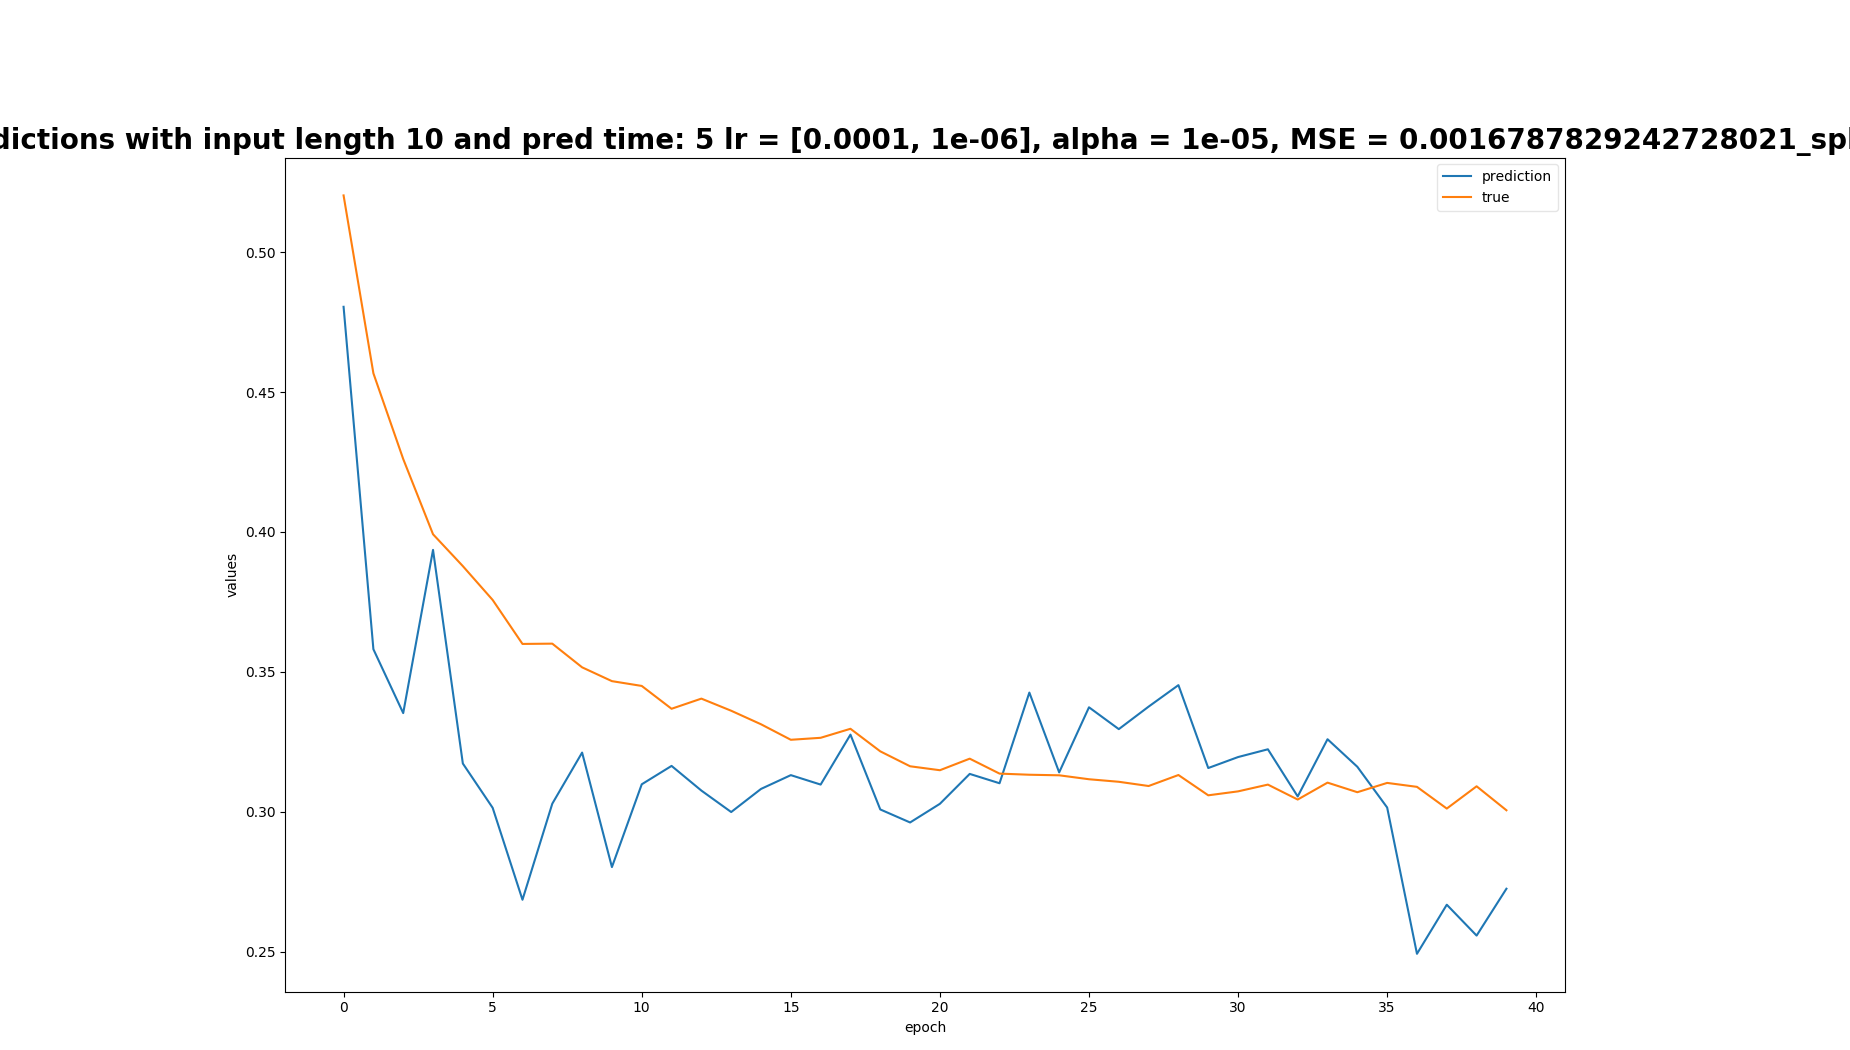 dictions with input length 10 and pred time: 5 lr = [0.0001, 1e-06], alpha = 1e-05, MSE = 0.0016787829242728021_spl
prediction
true
0.50
0.45
0.40
0.35
0.30
0.25
values
0 5 10 15 20 25 30 35 40
epoch